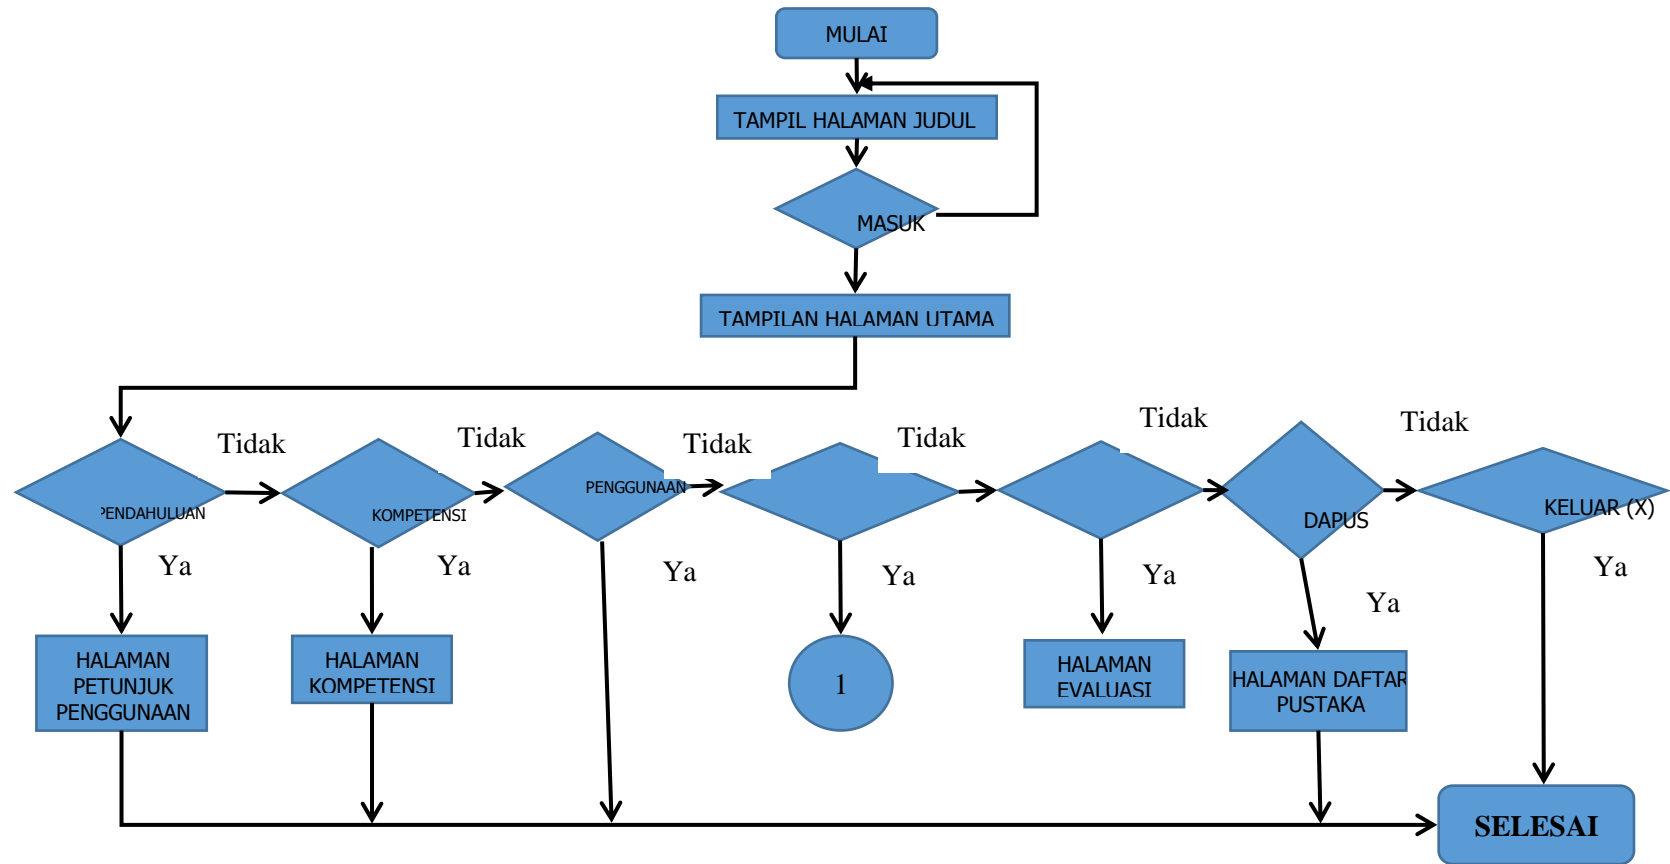 MULAI
TAMPIL HALAMAN JUDUL
MASUK
TAMPILAN HALAMAN UTAMA
Tidak
Tidak
Tidak
Tidak
Tidak
Tidak
PENDAHULUAN
KOMPETENSI
PENGGUNAAN
DAPUS
KELUAR (X)
Ya
Ya
Ya
Ya
Ya
Ya
Ya
HALAMAN
PETUNJUK
PENGGUNAAN
HALAMAN
KOMPETENSI
1
HALAMAN
EVALUASI
HALAMAN DAFTAR
PUSTAKA
SELESAI